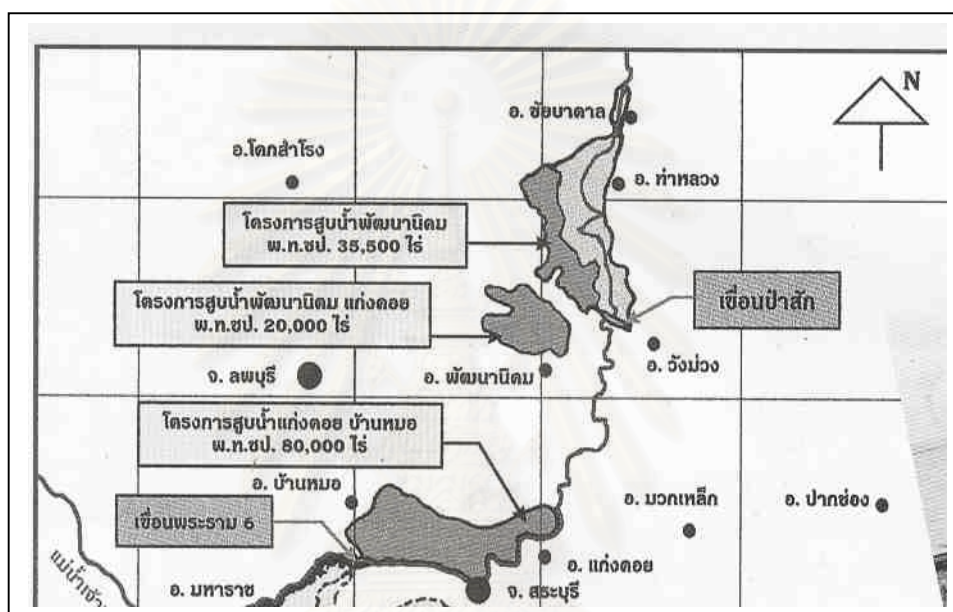 N
อ. ชัยบาดาล
อ.โคกสำโรง
อ. ท่าหลวง
โครงการสูบน้ำพัฒนานิคม
พ.ท.ชป. 35,500 ไร่
โครงการสูบน้ำพัฒนานิคม แก่งคอย
พ.ท.ชป. 20,000 ไร่
เขื่อนป่าสัก
อ. วังม่วง
จ. ลพบุรี
อ. พัฒนานิคม
โครงการสูบน้ำแก่งคอย บ้านหมอ
พ.ท.ชป. 80,000 ไร่
อ. บ้านหมอ
อ. มวกเหล็ก
อ. ปากช่อง
เขื่อนพระราม 6
อ. แก่งคอย
อ. มหาราช
จ. สระบุรี